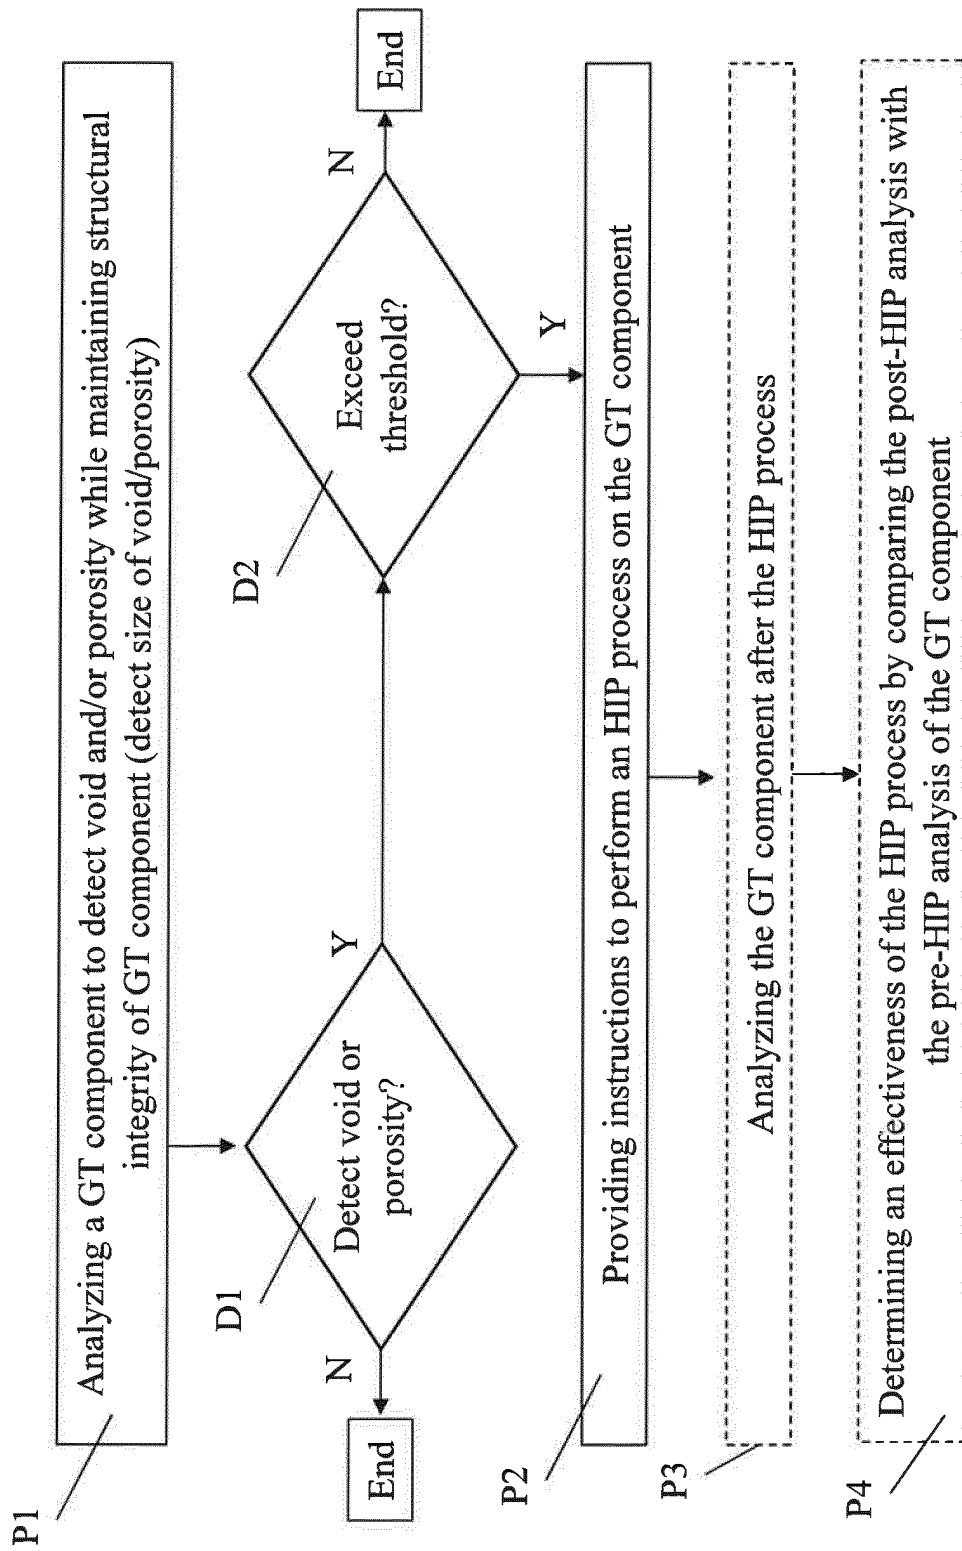 P1
Analyzing a GT component to detect void and/or porosity while maintaining structural
integrity of GT component (detect size of void/porosity)
D1
Detect void or
porosity?
N
End
Y
D2
Exceed
threshold?
N
End
Y
P2
Providing instructions to perform an HIP process on the GT component
P3
Analyzing the GT component after the HIP process
P4
Determining an effectiveness of the HIP process by comparing the post-HIP analysis with
the pre-HIP analysis of the GT component